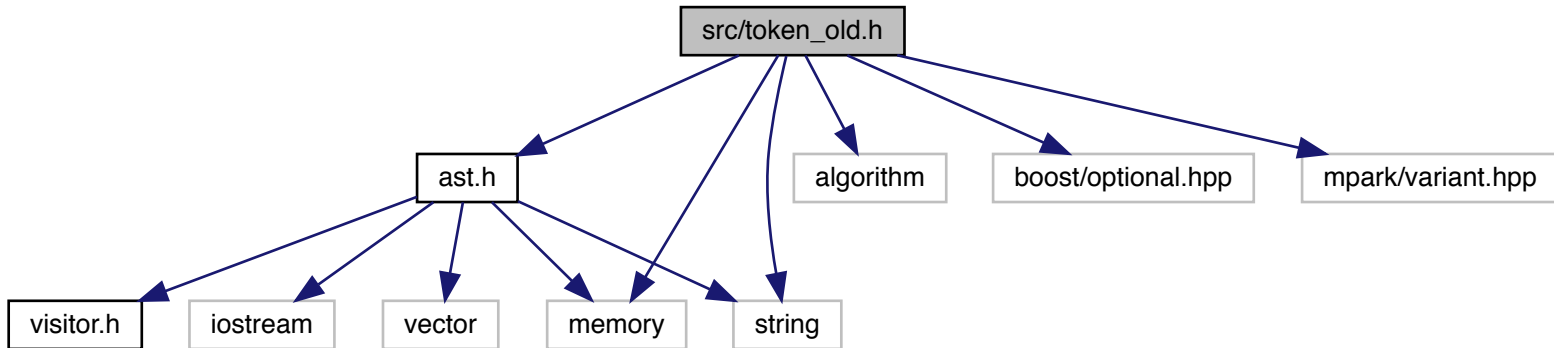 src/token_old.h
ast.h
algorithm
boost/optional.hpp
mpark/variant.hpp
visitor.h
iostream
vector
memory
string